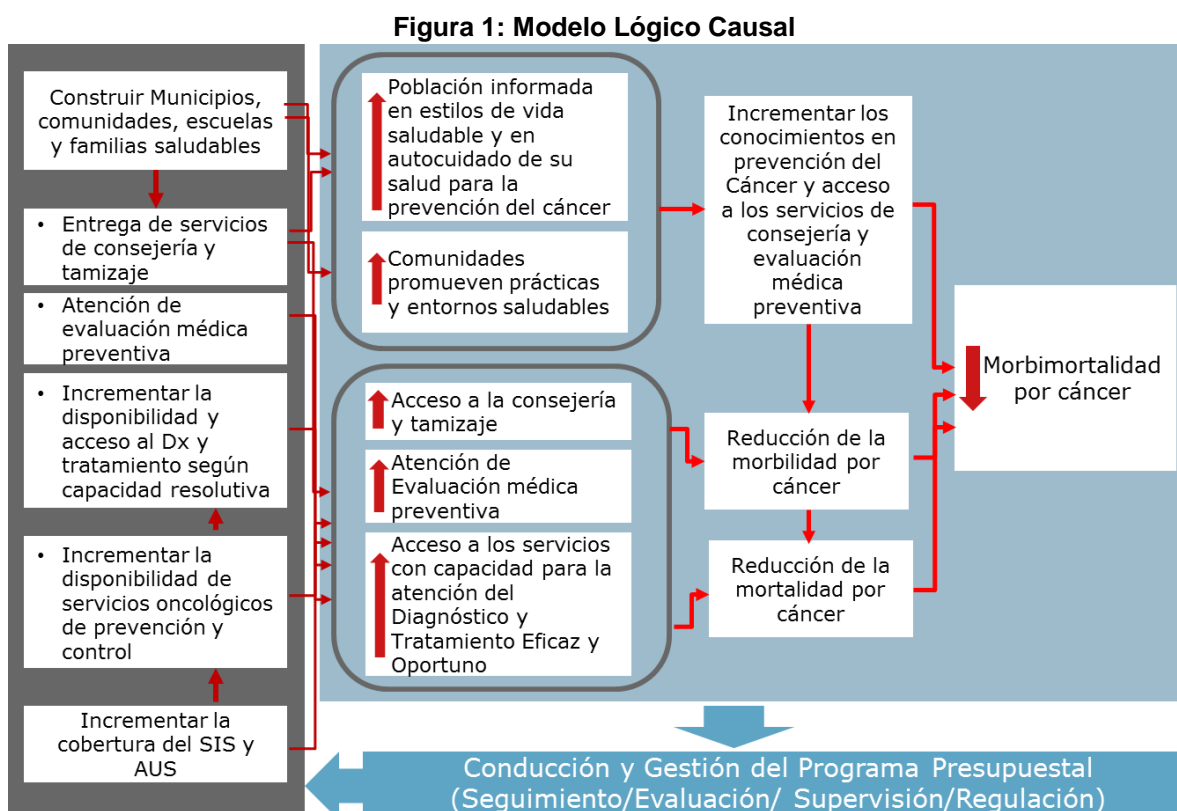 Figura 1: Modelo Lógico Causal
Construir Municipios,
comunidades, escuelas
y familias saludables
• Entrega de servicios
de consejería y
tamizaje
• Atención de
evaluación médica
preventiva
• Incrementar la
disponibilidad y
acceso al Dx y
tratamiento según
capacidad resolutiva
• Incrementar la
disponibilidad de
servicios oncológicos
de prevención y
control
Incrementar la
cobertura del SIS y
AUS
Población informada
en estilos de vida
saludable y en
autocuidado de su
salud para la
prevención del cáncer
Comunidades
promueven prácticas
y entornos saludables
Acceso a la consejería
y tamizaje
Atención de
Evaluación médica
preventiva
Acceso a los servicios
con capacidad para la
atención del
Diagnóstico y
Tratamiento Eficaz y
Oportuno
Incrementar los
conocimientos en
prevención del
Cáncer y acceso
a los servicios de
consejería y
evaluación
médica
preventiva
Reducción de la
morbilidad por
cáncer
Reducción de la
mortalidad por
cáncer
Morbimortalidad
por cáncer
Conducción y Gestión del Programa Presupuestal
(Seguimiento/Evaluación/ Supervisión/Regulación)